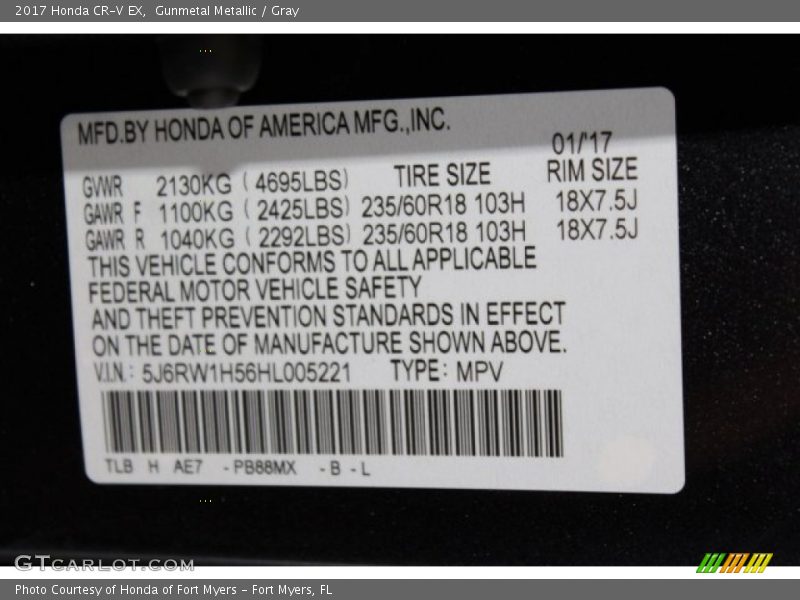 2017 Honda CR-V EX,  Gunmetal Metallic / Gray
MFD.BY HONDA OF AMERICA MFG.,INC.
01/'17
GVWR 2130KG ( 4695LBS) TIRE SIZE RIM SIZE
GAWR F 1100KG ( 2425LBS) 235/60R18 103H 18X7.5J
GAWR R 1040KG ( 2292LBS) 235/60R18 103H 18X7.5J
THIS VEHICLE CONFORMS TO ALL APPLICABLE
FEDERAL MOTOR VEHICLE SAFETY
AND THEFT PREVENTION STANDARDS IN EFFECT
ON THE DATE OF MANUFACTURE SHOWN ABOVE.
V.I.N.: 5J6RW1H56HL005221 TYPE: MPV
TLB H AE7 -PB88MX -B -L
GTCARLOT.COM
Photo Courtesy of Honda of Fort Myers - Fort Myers, FL